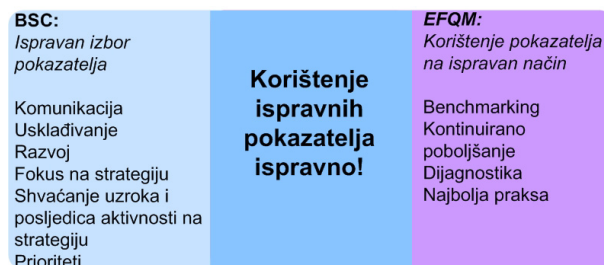 BSC:
Ispravan izbor
pokazatelja
Komunikacija
Usklađivanje
Razvoj
Fokus na strategiju
Shvaćanje uzroka i
posljedica aktivnosti na
strategiju
Prioriteti
Korištenje
ispravnih
pokazatelja
ispravno!
EFQM:
Korištenje pokazatelja
na ispravan način
Benchmarking
Kontinuirano
poboljšanje
Dijagnostika
Najbolja praksa